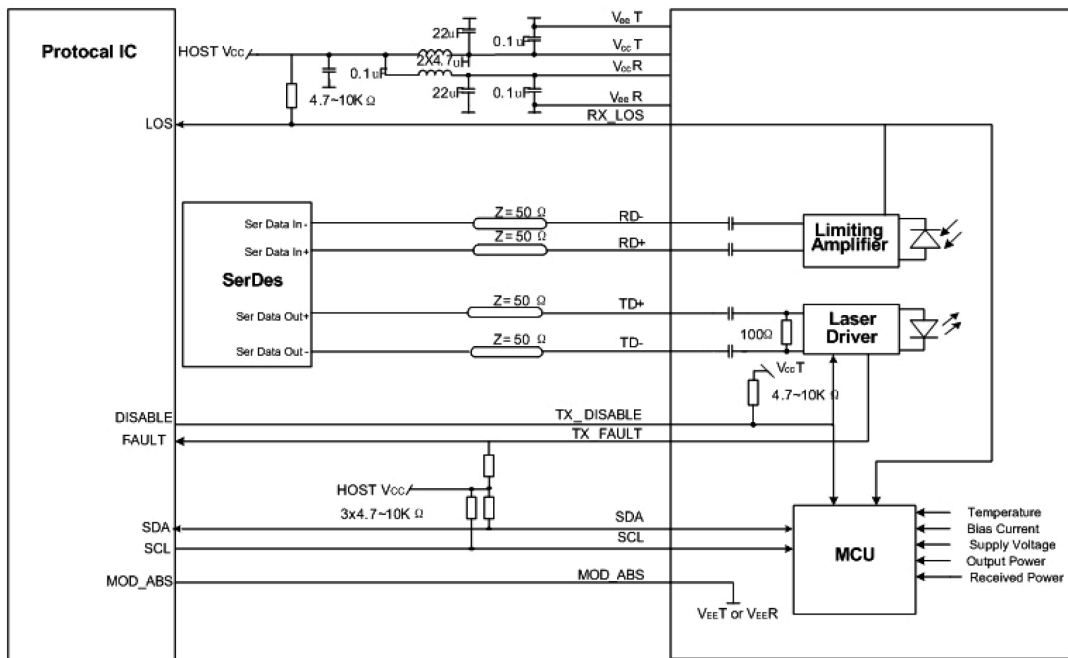 Protocal IC
HOST Vcc
22uF
0.1uF
VeeT
VccT
2X4.7uH
0.1uF
VccR
4.7~10KΩ
22uF
0.1uF
VeeR
LOS
RX_LOS
Ser Data In-
Z=50 Ω
RD-
Ser Data In+
Z=50 Ω
RD+
Limiting
Amplifier
SerDes
Ser Data Out+
Z=50 Ω
TD+
100Ω
Laser
Driver
Ser Data Out-
Z=50 Ω
TD-
VccT
4.7~10K Ω
DISABLE
TX_DISABLE
FAULT
TX_FAULT
HOST Vcc
3x4.7~10K Ω
SDA
SDA
SCL
SCL
MCU
Temperature
Bias Current
Supply Voltage
Output Power
Received Power
MOD_ABS
MOD_ABS
VEET or VEER